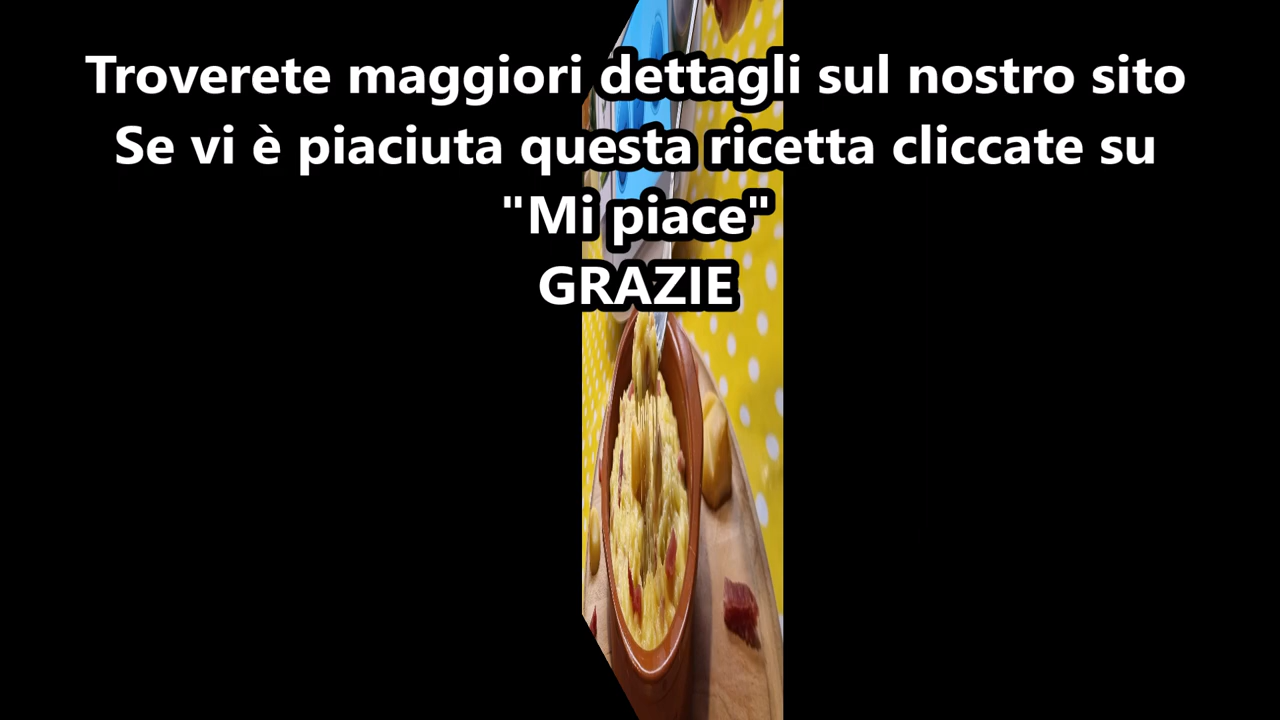 Troverete maggiori dettagli sul nostro sito
Se vi è piaciuta questa ricetta cliccate su
"Mi piace"
GRAZIE